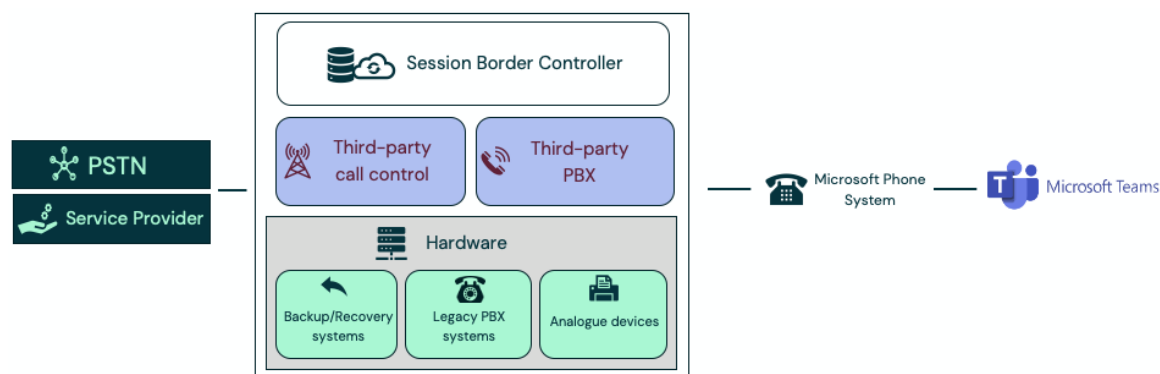 PSTN
Service Provider
Session Border Controller
Third-party
call control
Third-party
PBX
Hardware
Backup/Recovery
systems
Legacy PBX
systems
Analogue devices
Microsoft Phone
System
T
Microsoft Teams